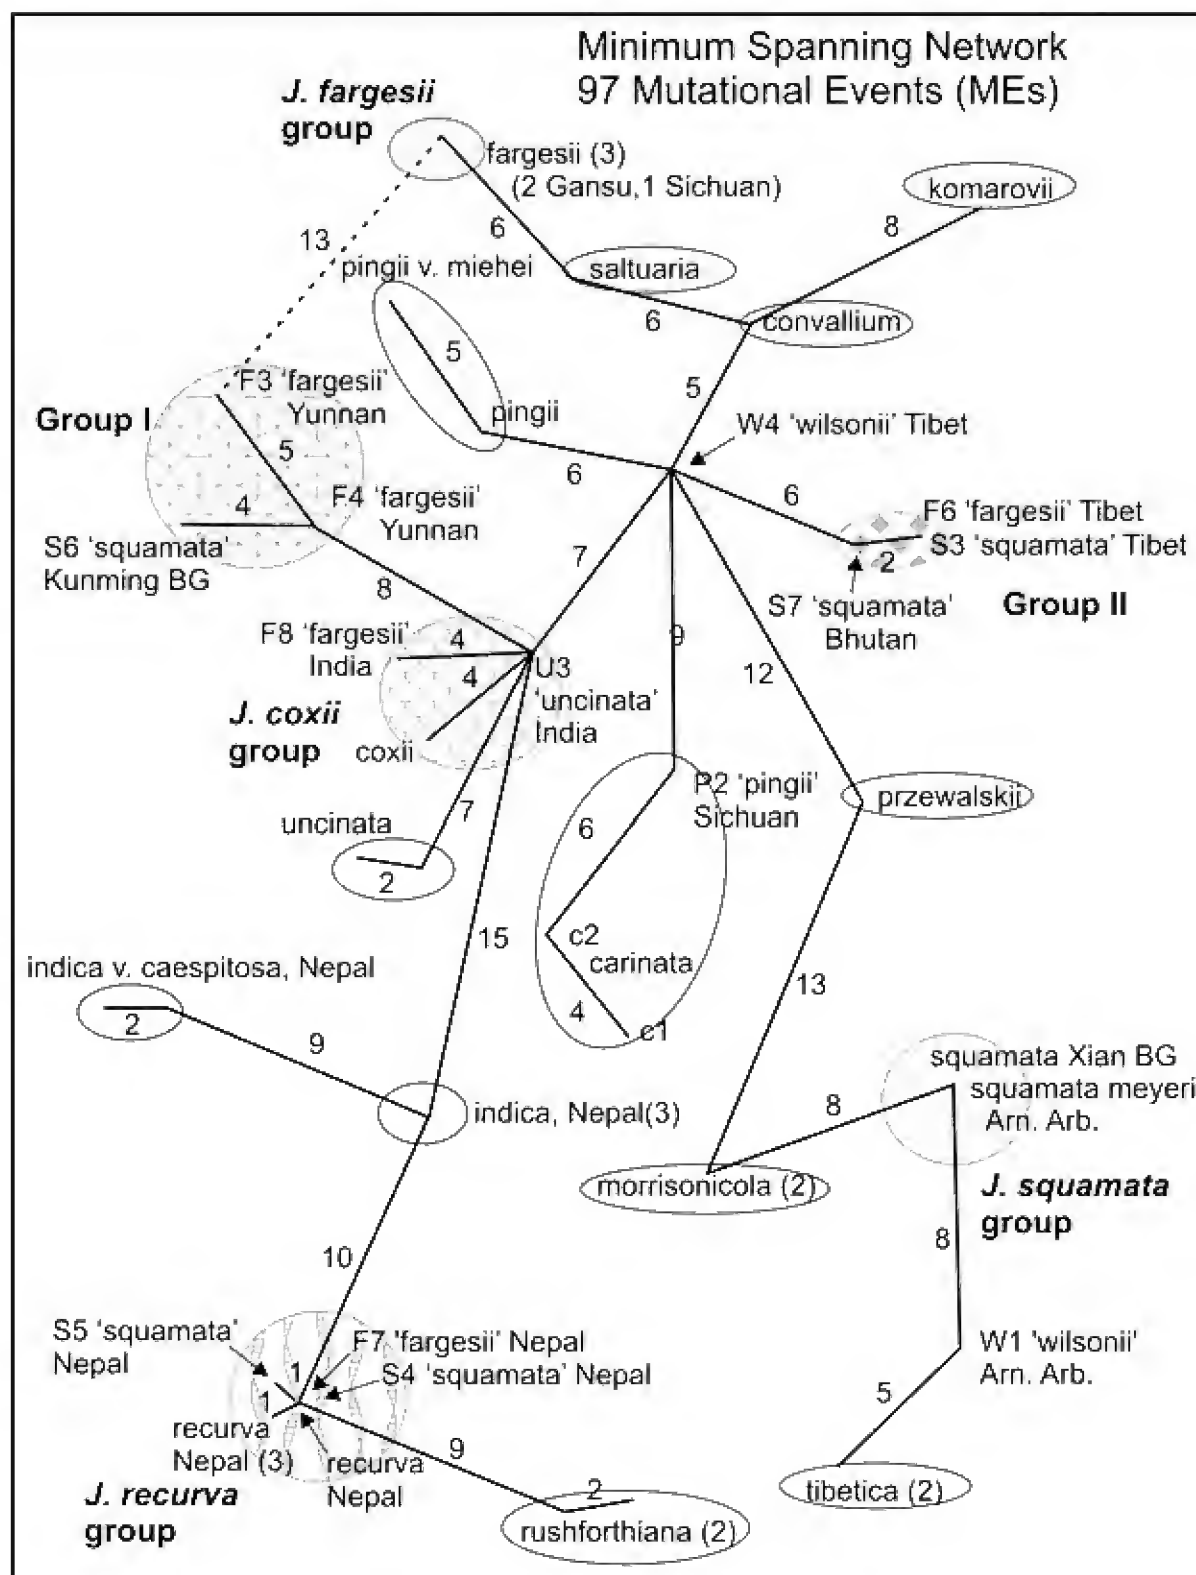 Minimum Spanning Network
97 Mutational Events (MEs)
J. fargesii
group
fargesii (3)
(2 Gansu,1 Sichuan)
komarovii
6
8
13
pingii v. miehei
saltuaria
6
convallium
5
5
F3 'fargesii'
Yunnan
Group I
pingii
W4 'wilsonii' Tibet
5
6
4
F4 'fargesii'
Yunnan
6
F6 'fargesii' Tibet
S3 'squamata' Tibet
2
S6 'squamata'
Kunming BG
7
8
S7 'squamata'
Bhutan
Group II
F8 'fargesii'
India
4
4
9
U3
'uncinata'
India
12
J. coxii
group
coxii
P2 'pingii'
Sichuan
przewalskii
uncinata
7
6
2
15
c2
carinata
indica v. caespitosa, Nepal
13
2
9
4
c1
squamata Xian BG
squamata meyeri
Arn. Arb.
8
indica, Nepal(3)
morrisonicola (2)
J. squamata
group
8
10
S5 'squamata'
Nepal
F7 'fargesii' Nepal
S4 'squamata' Nepal
W1 'wilsonii'
Arn. Arb.
1
1
5
recurva
Nepal (3)
recurva
Nepal
9
J. recurva
group
2
rushforthiana (2)
tibetica (2)